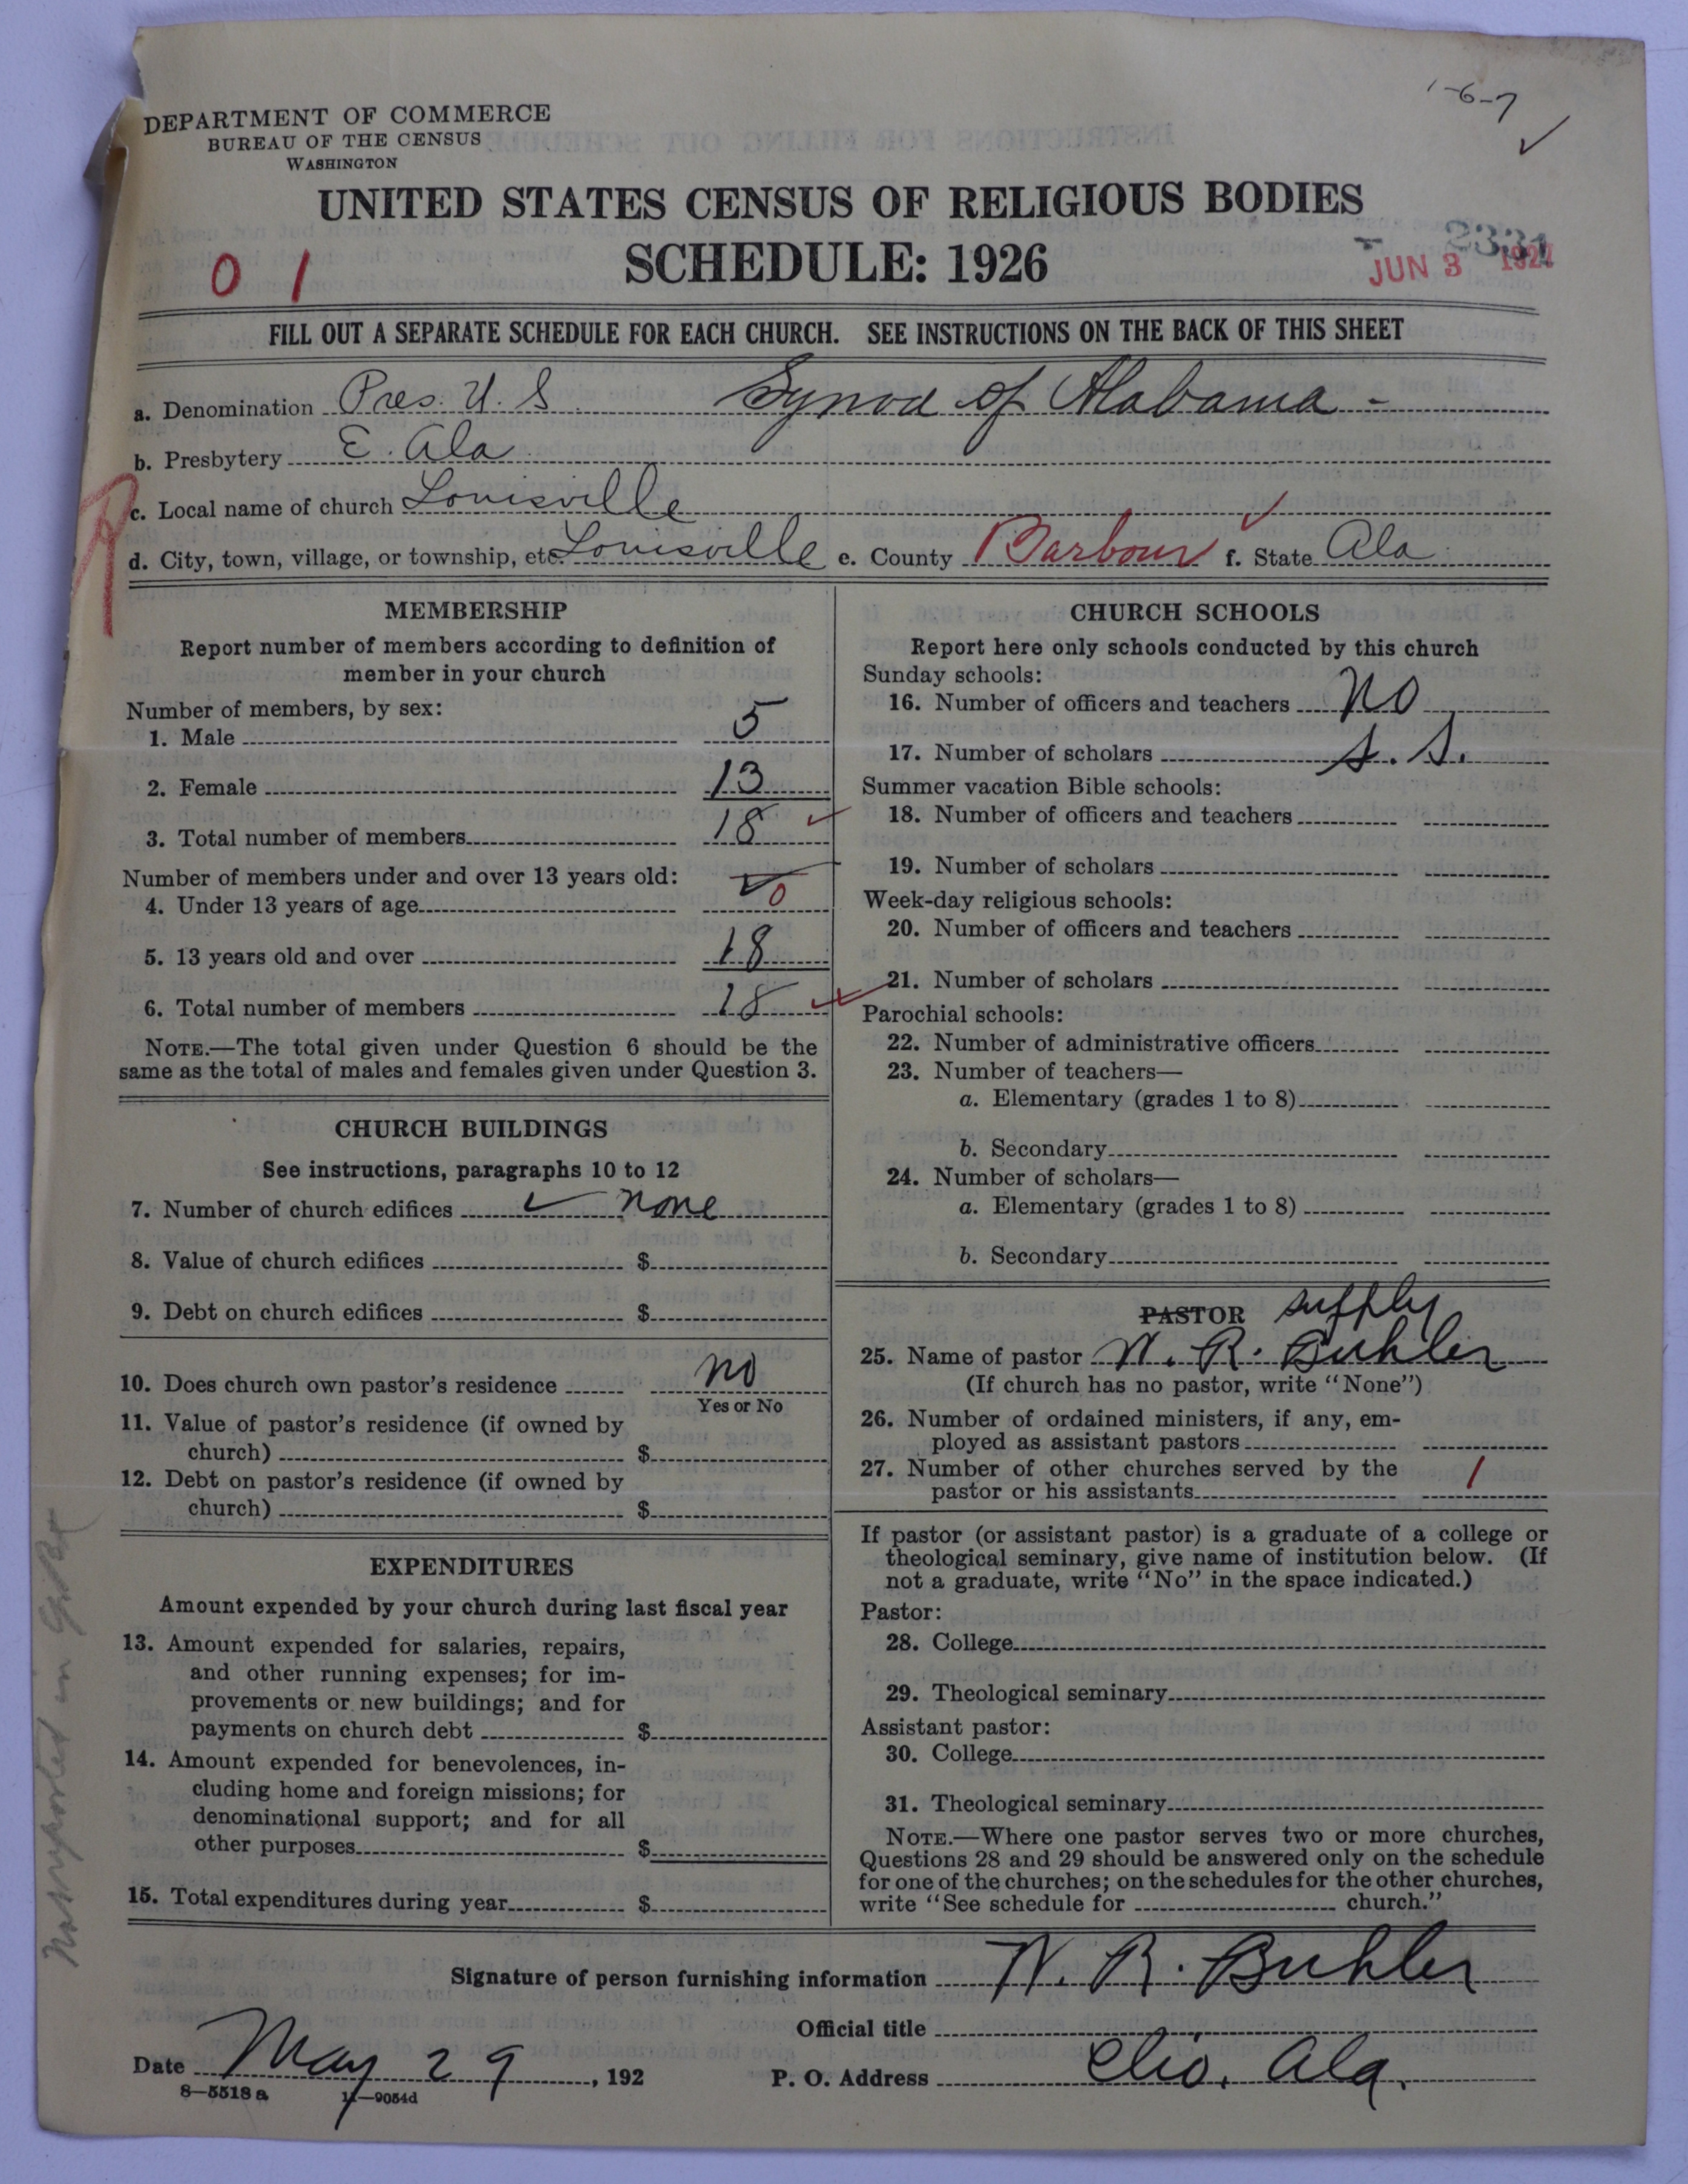 1-6-7
DEPARTMENT OF COMMERCE
BUREAU OF THE CENSUS
WASHINGTON
UNITED STATES CENSUS OF RELIGIOUS BODIES
SCHEDULE: 1926
2331
JUN 3 1927
0 1
FILL OUT A SEPARATE SCHEDULE FOR EACH CHURCH. SEE INSTRUCTIONS ON THE BACK OF THIS SHEET
a. Denomination Pres. U. S. Synod of Alabama -
b. Presbytery E. Ala
c. Local name of church Louisville
d. City, town, village, or township, etc. Louisville e. County Barbour f. State Ala
MEMBERSHIP
Report number of members according to definition of
member in your church
Number of members, by sex:
1. Male 5
2. Female 13
3. Total number of members 18
Number of members under and over 13 years old:
4. Under 13 years of age 0
5. 13 years old and over 18
6. Total number of members 18
NOTE.—The total given under Question 6 should be the
same as the total of males and females given under Question 3.
CHURCH BUILDINGS
See instructions, paragraphs 10 to 12
7. Number of church edifices none
8. Value of church edifices $
9. Debt on church edifices $
10. Does church own pastor's residence no
Yes or No
11. Value of pastor's residence (if owned by
church) $
12. Debt on pastor's residence (if owned by
church) $
EXPENDITURES
Amount expended by your church during last fiscal year
13. Amount expended for salaries, repairs,
and other running expenses; for im-
provements or new buildings; and for
payments on church debt $
14. Amount expended for benevolences, in-
cluding home and foreign missions; for
denominational support; and for all
other purposes $
15. Total expenditures during year $
CHURCH SCHOOLS
Report here only schools conducted by this church
Sunday schools:
16. Number of officers and teachers No
17. Number of scholars S. S.
Summer vacation Bible schools:
18. Number of officers and teachers
19. Number of scholars
Week-day religious schools:
20. Number of officers and teachers
21. Number of scholars
Parochial schools:
22. Number of administrative officers
23. Number of teachers—
a. Elementary (grades 1 to 8)
b. Secondary
24. Number of scholars—
a. Elementary (grades 1 to 8)
b. Secondary
PASTOR supply
25. Name of pastor W. R. Buhler
(If church has no pastor, write "None")
26. Number of ordained ministers, if any, em-
ployed as assistant pastors
27. Number of other churches served by the
pastor or his assistants 1
If pastor (or assistant pastor) is a graduate of a college or
theological seminary, give name of institution below. (If
not a graduate, write "No" in the space indicated.)
Pastor:
28. College
29. Theological seminary
Assistant pastor:
30. College
31. Theological seminary
NOTE.—Where one pastor serves two or more churches,
Questions 28 and 29 should be answered only on the schedule
for one of the churches; on the schedules for the other churches,
write "See schedule for church."
Signature of person furnishing information W. R. Buhler
Official title
Date May 29, 192
P. O. Address Clio, Ala.
8—5518 a 11—9054d
Not reported in